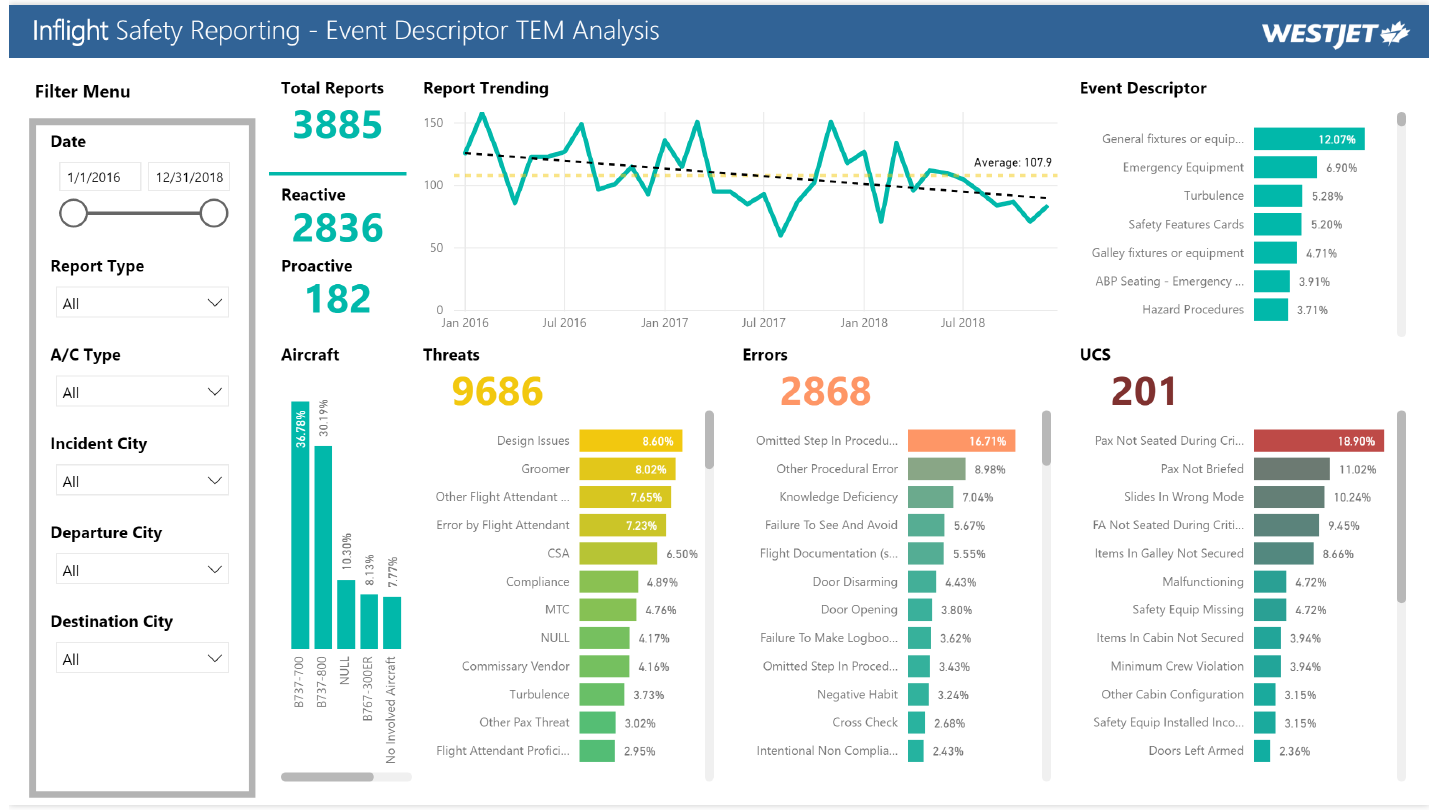 Inflight Safety Reporting - Event Descriptor TEM Analysis
WESTJET
Filter Menu
Date
1/1/2016
12/31/2018
Report Type
All
A/C Type
All
Incident City
All
Departure City
All
Destination City
All
Total Reports
3885
Reactive
2836
Proactive
182
Report Trending
150
100
50
0
Average: 107.9
Jan 2016
Jul 2016
Jan 2017
Jul 2017
Jan 2018
Jul 2018
Event Descriptor
General fixtures or equip... 12.07%
Emergency Equipment 6.90%
Turbulence 5.28%
Safety Features Cards 5.20%
Galley fixtures or equipment 4.71%
ABP Seating - Emergency ... 3.91%
Hazard Procedures 3.71%
Aircraft
36.78%
30.19%
10.30%
8.13%
7.77%
B737-700
B737-800
NULL
B767-300ER
No Involved Aircraft
Threats
9686
Design Issues 8.60%
Groomer 8.02%
Other Flight Attendant ... 7.65%
Error by Flight Attendant 7.23%
CSA 6.50%
Compliance 4.89%
MTC 4.76%
NULL 4.17%
Commissary Vendor 4.16%
Turbulence 3.73%
Other Pax Threat 3.02%
Flight Attendant Profici... 2.95%
Errors
2868
Omitted Step In Procedu... 16.71%
Other Procedural Error 8.98%
Knowledge Deficiency 7.04%
Failure To See And Avoid 5.67%
Flight Documentation (s... 5.55%
Door Disarming 4.43%
Door Opening 3.80%
Failure To Make Logboo... 3.62%
Omitted Step In Proced... 3.43%
Negative Habit 3.24%
Cross Check 2.68%
Intentional Non Complia... 2.43%
UCS
201
Pax Not Seated During Cri... 18.90%
Pax Not Briefed 11.02%
Slides In Wrong Mode 10.24%
FA Not Seated During Criti... 9.45%
Items In Galley Not Secured 8.66%
Malfunctioning 4.72%
Safety Equip Missing 4.72%
Items In Cabin Not Secured 3.94%
Minimum Crew Violation 3.94%
Other Cabin Configuration 3.15%
Safety Equip Installed Inco... 3.15%
Doors Left Armed 2.36%